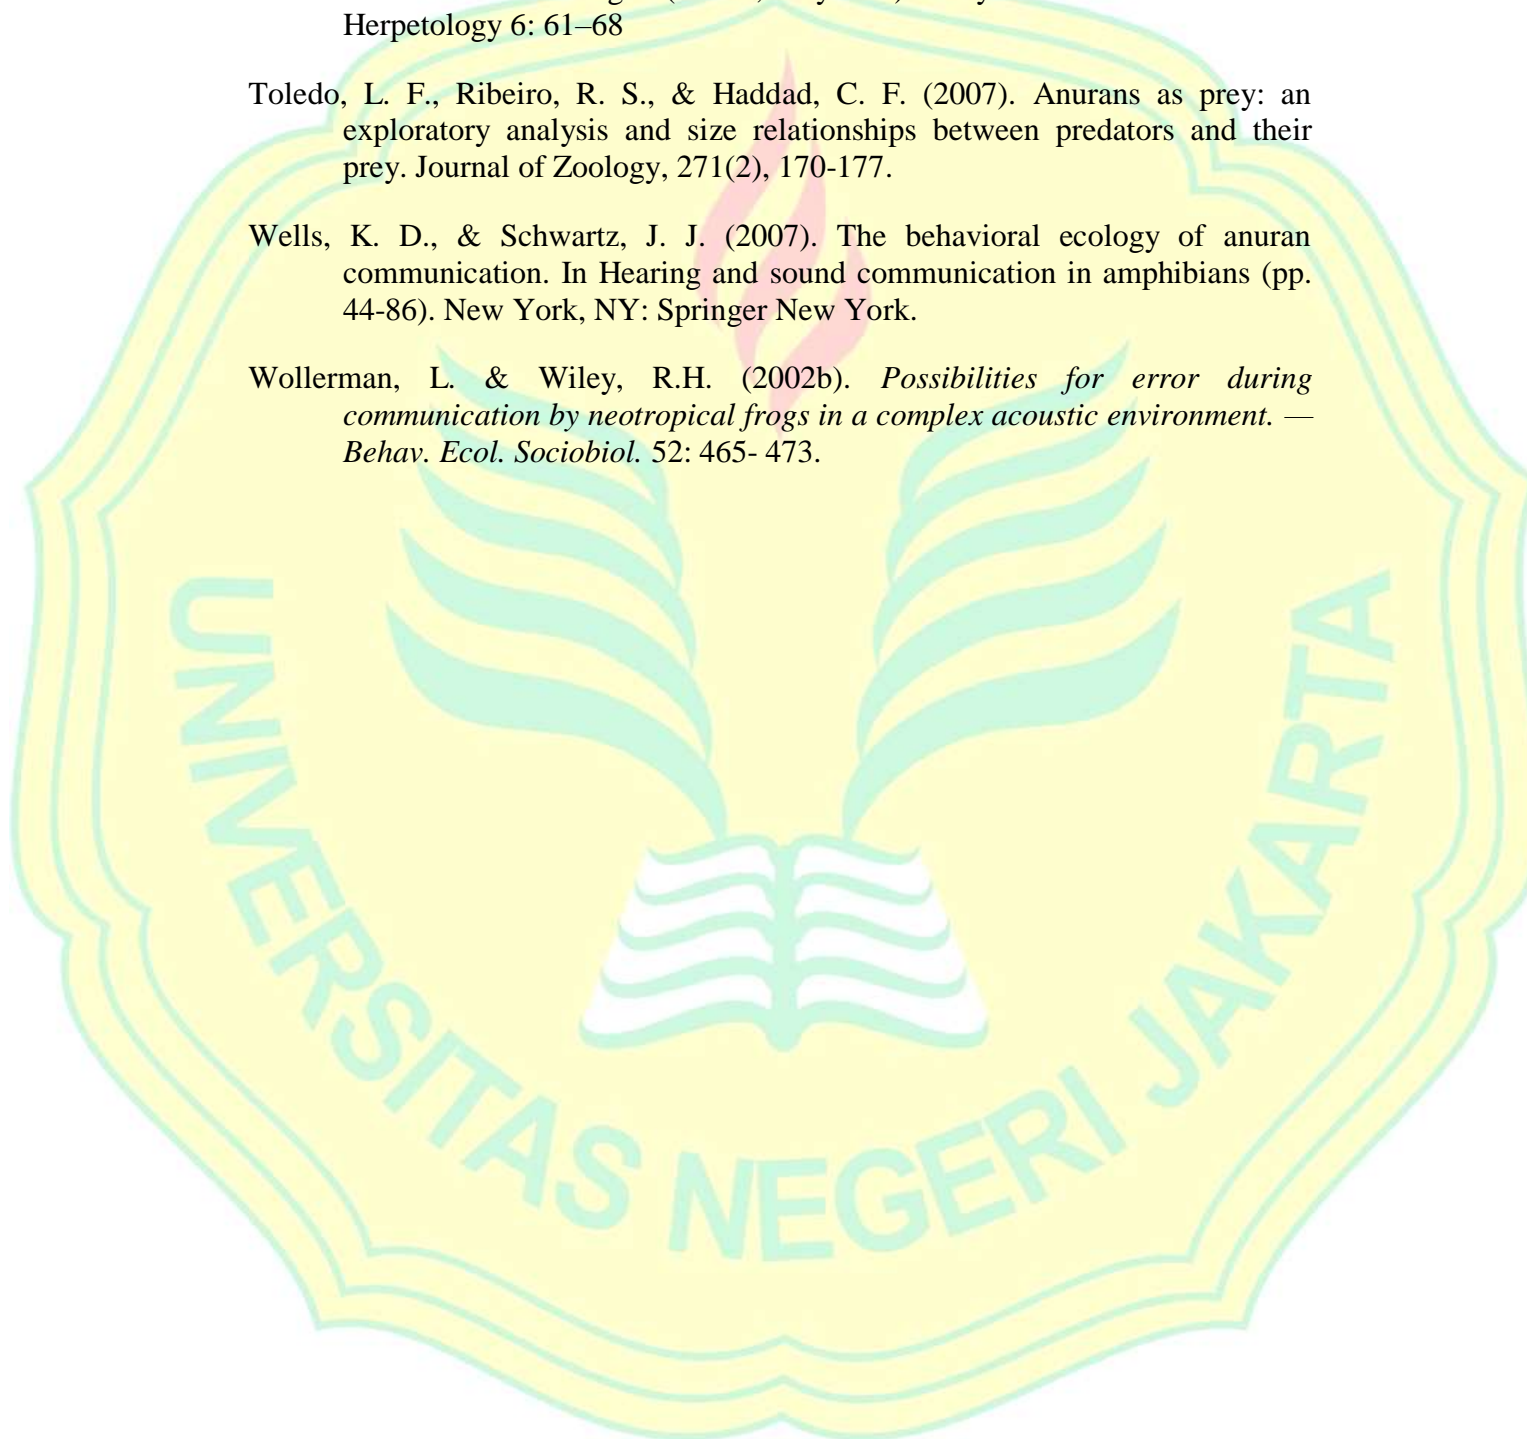 Herpetology 6: 61–68
Toledo, L. F., Ribeiro, R. S., & Haddad, C. F. (2007). Anurans as prey: an
exploratory analysis and size relationships between predators and their
prey. Journal of Zoology, 271(2), 170-177.
Wells, K. D., & Schwartz, J. J. (2007). The behavioral ecology of anuran
communication. In Hearing and sound communication in amphibians (pp.
44-86). New York, NY: Springer New York.
Wollerman, L. & Wiley, R.H. (2002b). Possibilities for error during
communication by neotropical frogs in a complex acoustic environment. —
Behav. Ecol. Sociobiol. 52: 465- 473.
UNIVERSITAS NEGERI JAKARTA